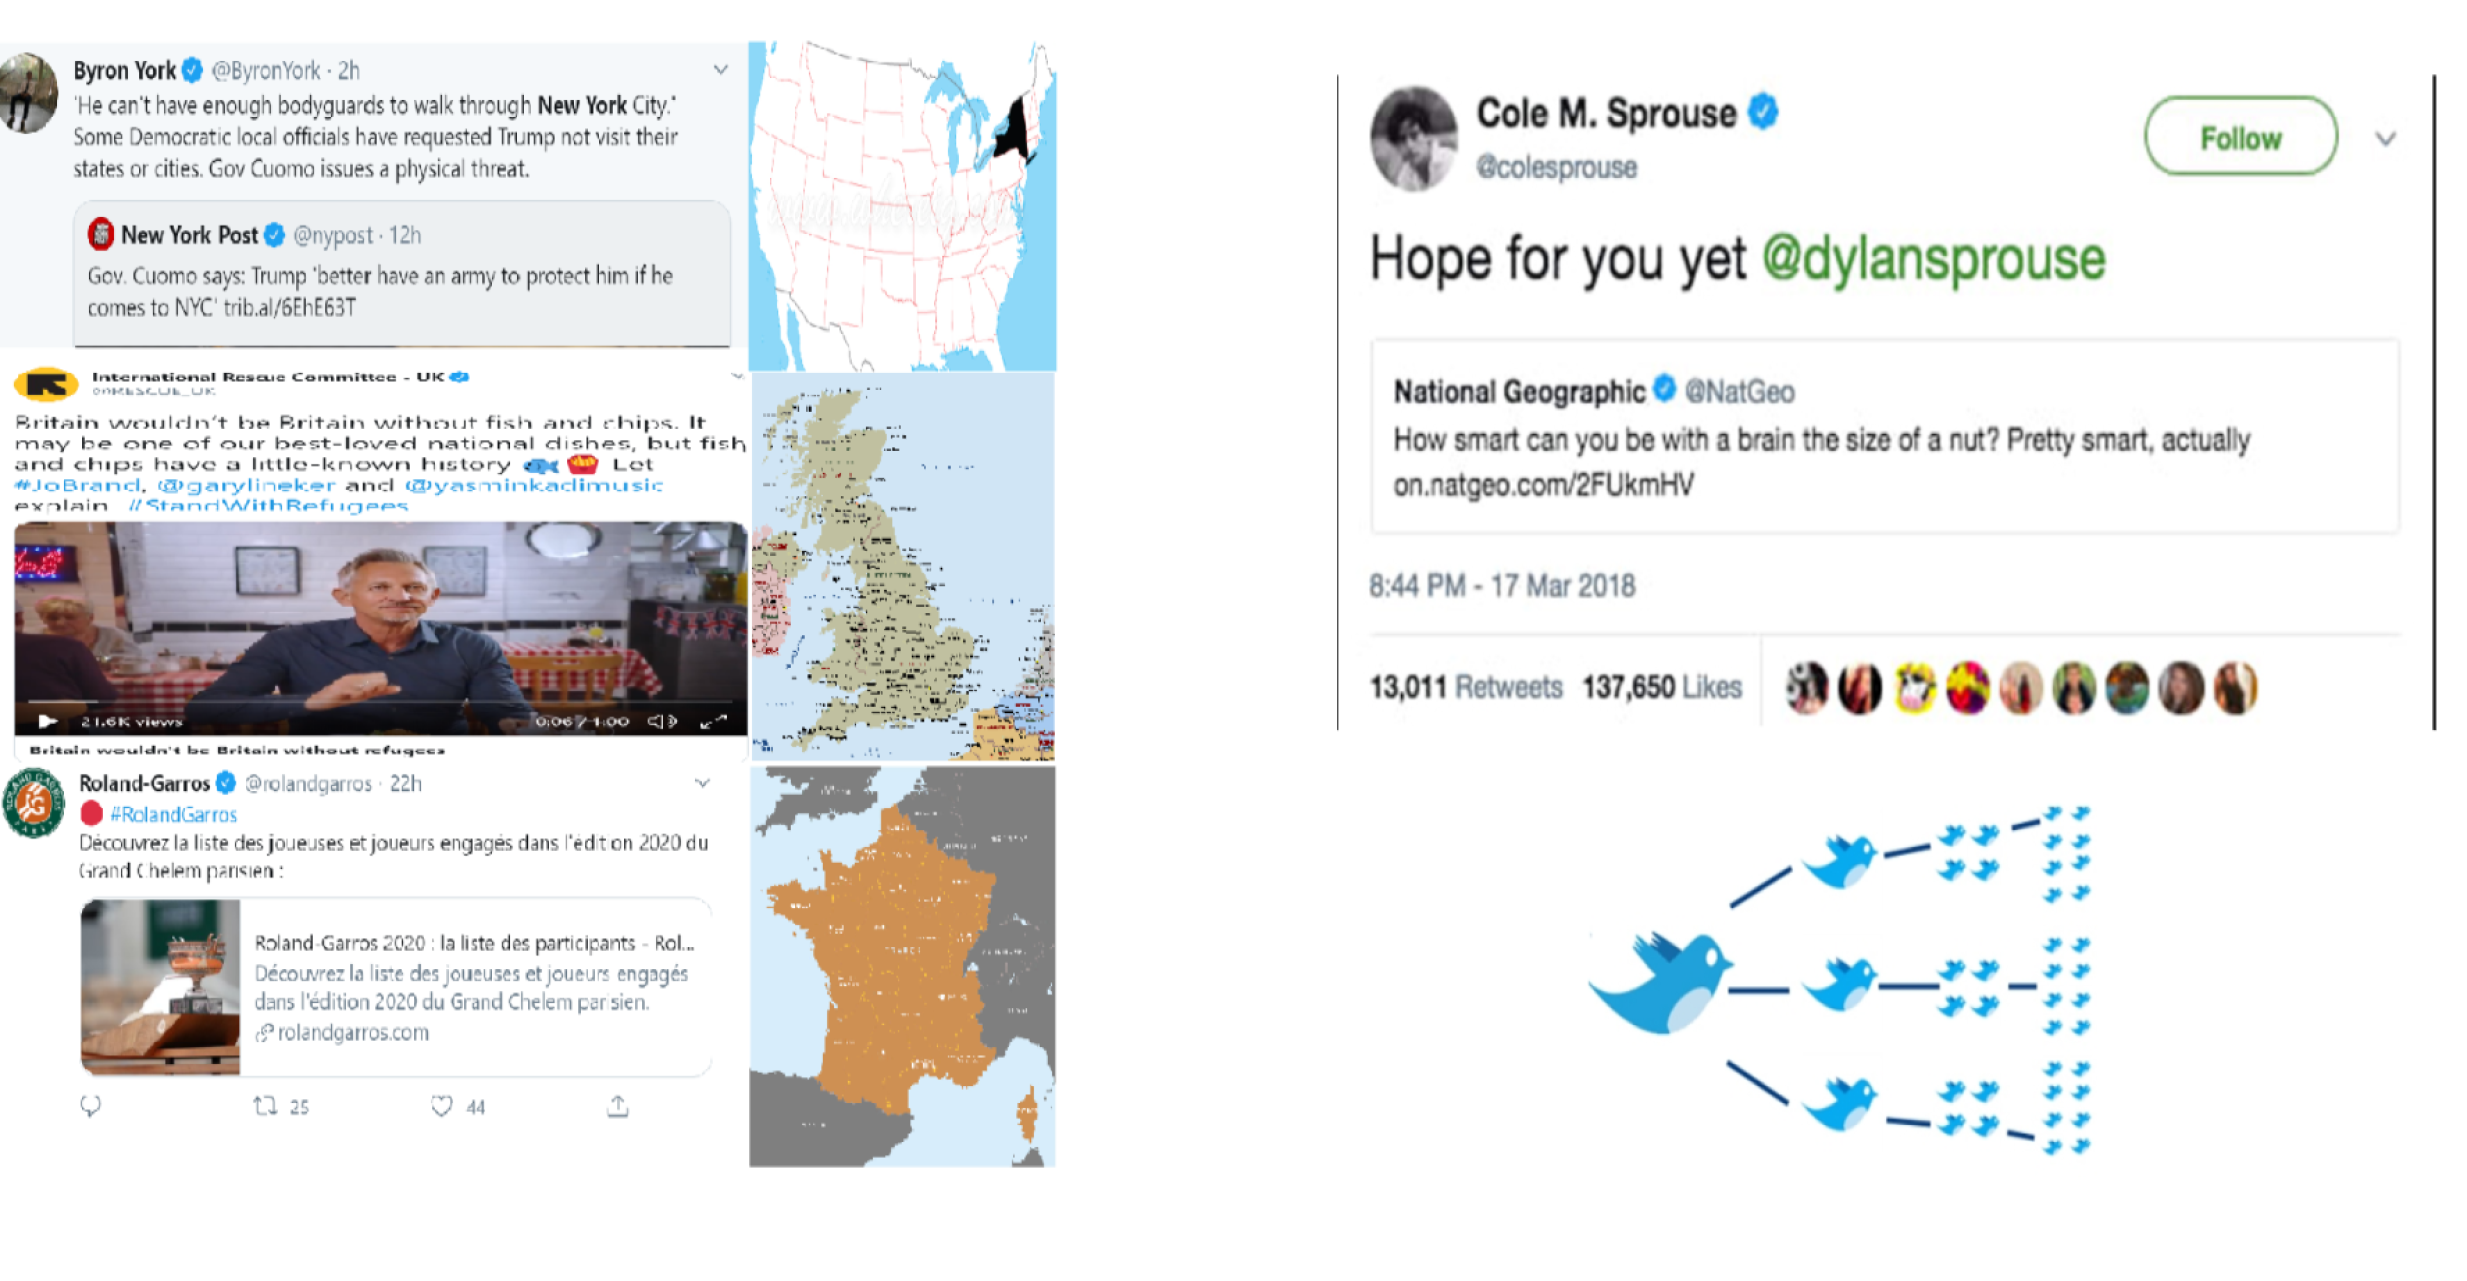 Byron York @ByronYork · 2h
'He can't have enough bodyguards to walk through New York City.'
Some Democratic local officials have requested Trump not visit their
states or cities. Gov Cuomo issues a physical threat.
New York Post @nypost · 12h
Gov. Cuomo says: Trump 'better have an army to protect him if he
comes to NYC' trib.al/6EhE63T
International Rescue Committee - UK
@RESCUE_UK
Britain wouldn't be Britain without fish and chips. It
may be one of our best-loved national dishes, but fish
and chips have a little-known history Let
#JoBrand, @garylineker and @yasminkadimusic
explain #StandWithRefugees
21.6K views 0:06 / 1:00
Britain wouldn't be Britain without refugees
Roland-Garros @rolandgarros · 22h
#RolandGarros
Découvrez la liste des joueuses et joueurs engagés dans l'édition 2020 du
Grand Chelem parisien :
Roland-Garros 2020 : la liste des participants - Rol...
Découvrez la liste des joueuses et joueurs engagés
dans l'édition 2020 du Grand Chelem parisien.
rolandgarros.com
25 44
Cole M. Sprouse
@colesprouse
Follow
Hope for you yet @dylansprouse
National Geographic @NatGeo
How smart can you be with a brain the size of a nut? Pretty smart, actually
on.natgeo.com/2FUkmHV
8:44 PM - 17 Mar 2018
13,011 Retweets 137,650 Likes